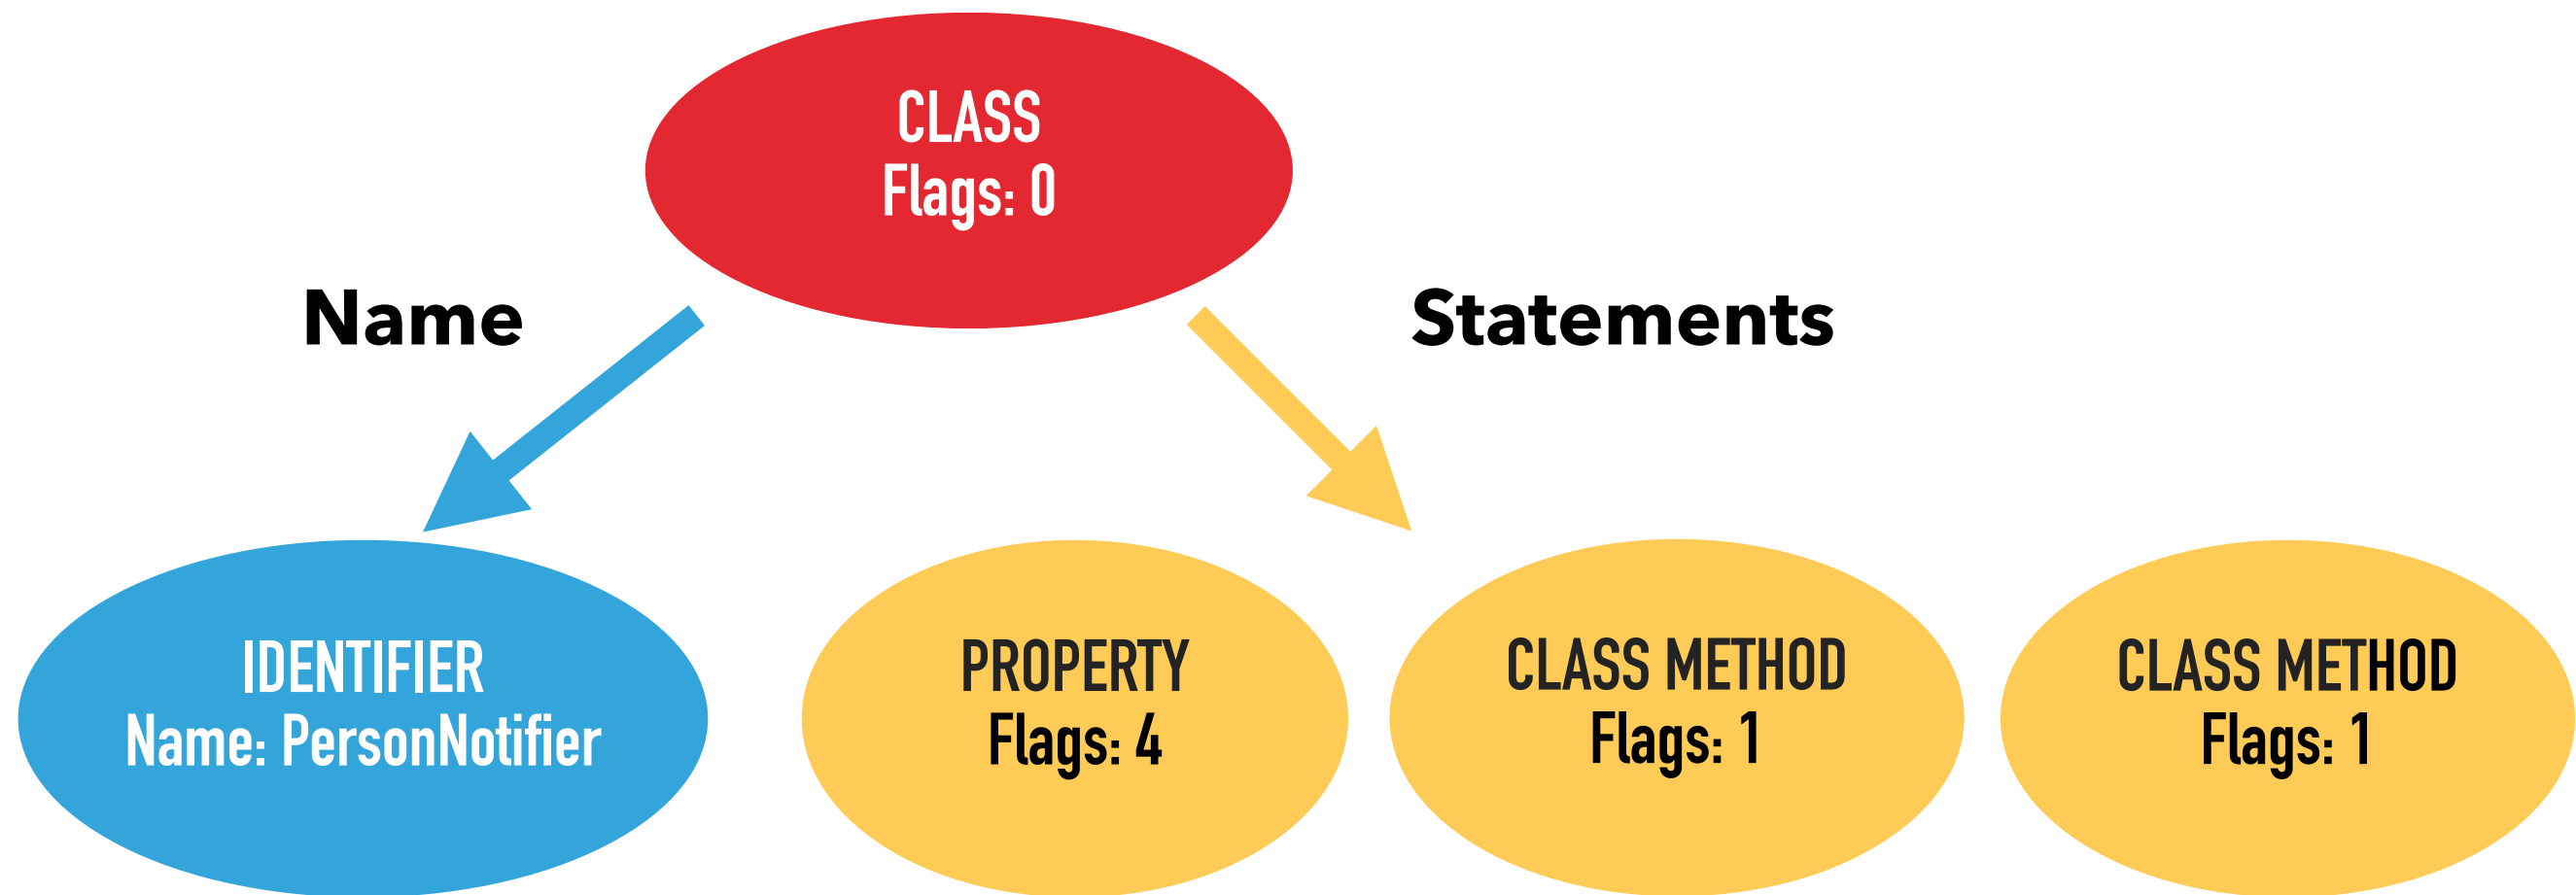 CLASS
Flags: 0
Name
Statements
IDENTIFIER
Name: PersonNotifier
PROPERTY
Flags: 4
CLASS METHOD
Flags: 1
CLASS METHOD
Flags: 1